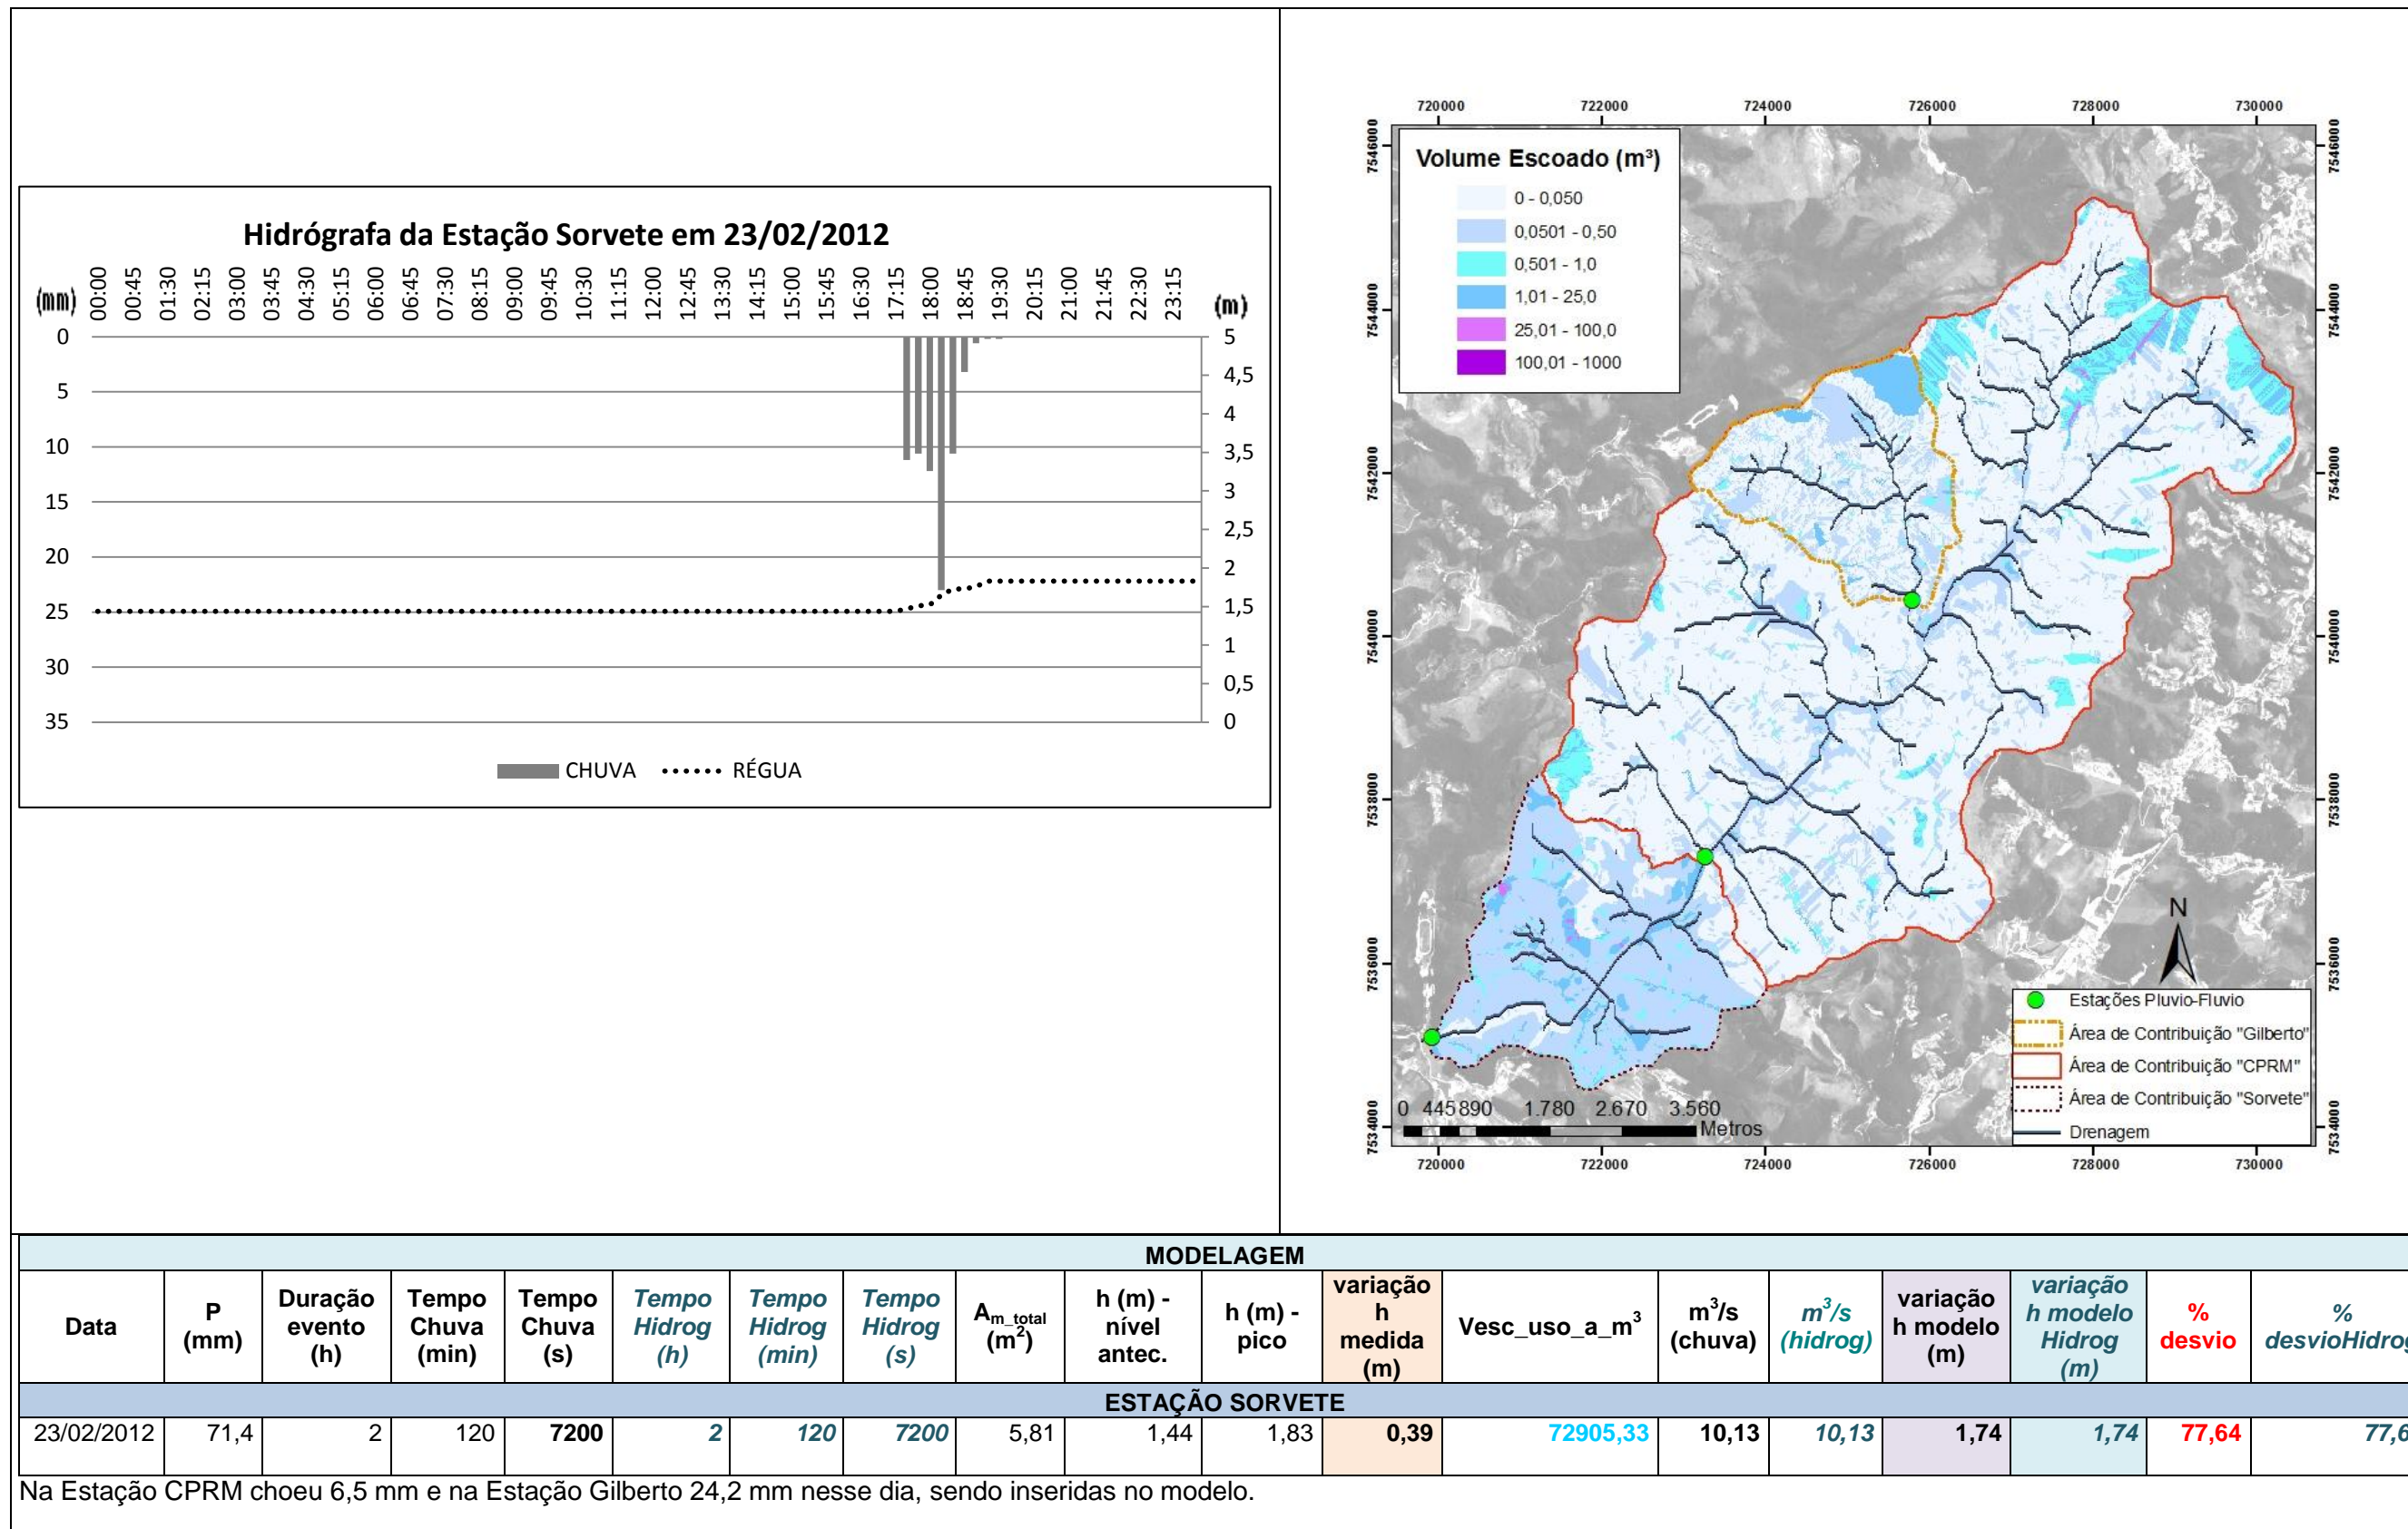 Hidrógrafa da Estação Sorvete em 23/02/2012
(mm) 00:00 00:45 01:30 02:15 03:00 03:45 04:30 05:15 06:00 06:45 07:30 08:15 09:00 09:45 10:30 11:15 12:00 12:45 13:30 14:15 15:00 15:45 16:30 17:15 18:00 18:45 19:30 20:15 21:00 21:45 22:30 23:15 (m)
0
5
10
15
20
25
30
35
5
4,5
4
3,5
3
2,5
2
1,5
1
0,5
0
CHUVA RÉGUA
720000 722000 724000 726000 728000 730000
7546000
7544000
7542000
7540000
7538000
7536000
7534000
Volume Escoado (m³)
0 - 0,050
0,0501 - 0,50
0,501 - 1,0
1,01 - 25,0
25,01 - 100,0
100,01 - 1000
7546000
7544000
7542000
7540000
7538000
7536000
7534000
N
Estações Pluvio-Fluvio
Área de Contribuição "Gilberto"
Área de Contribuição "CPRM"
Área de Contribuição "Sorvete"
Drenagem
0 445 890 1.780 2.670 3.560
Metros
720000 722000 724000 726000 728000 730000
MODELAGEM
Data
P
(mm)
Duração
evento
(h)
Tempo
Chuva
(min)
Tempo
Chuva
(s)
Tempo
Hidrog
(h)
Tempo
Hidrog
(min)
Tempo
Hidrog
(s)
Am_total
(m²)
h (m) -
nível
antec.
h (m) -
pico
variação
h
medida
(m)
Vesc_uso_a_m³
m³/s
(chuva)
m³/s
(hidrog)
variação
h modelo
(m)
variação
h modelo
Hidrog
(m)
%
desvio
%
desvioHidrog
ESTAÇÃO SORVETE
23/02/2012 71,4 2 120 7200 2 120 7200 5,81 1,44 1,83 0,39 72905,33 10,13 10,13 1,74 1,74 77,64 77,6
Na Estação CPRM choeu 6,5 mm e na Estação Gilberto 24,2 mm nesse dia, sendo inseridas no modelo.